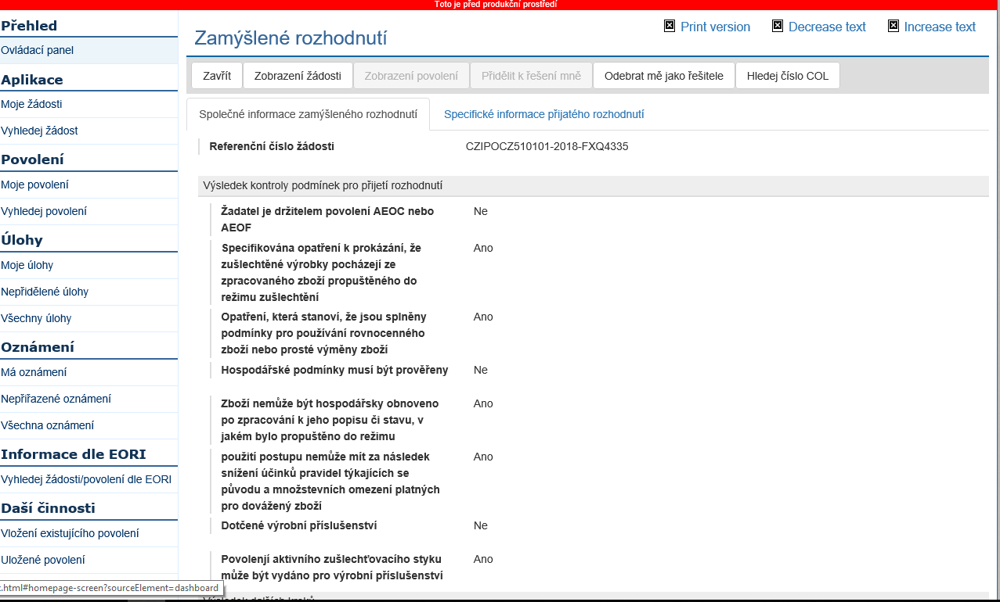 Toto je před produkční prostředí
Přehled
Ovládací panel
Aplikace
Moje žádosti
Vyhledej žádost
Povolení
Moje povolení
Vyhledej povolení
Úlohy
Moje úlohy
Nepřidělené úlohy
Všechny úlohy
Oznámení
Má oznámení
Nepřiřazené oznámení
Všechna oznámení
Informace dle EORI
Vyhledej žádosti/povolení dle EORI
Daší činnosti
Vložení existujícího povolení
Uložené povolení
.html#homepage-screen?sourceElement=dashboard
Print version Decrease text Increase text
Zamýšlené rozhodnutí
Zavřít Zobrazení žádosti Zobrazení povolení Přidělit k řešení mně Odebrat mě jako řešitele Hledej číslo COL
Společné informace zamýšleného rozhodnutí Specifické informace přijatého rozhodnutí
Referenční číslo žádosti CZIPOCZ510101-2018-FXQ4335
Výsledek kontroly podmínek pro přijetí rozhodnutí
Žadatel je držitelem povolení AEOC nebo Ne
AEOF
Specifikována opatření k prokázání, že Ano
zušlechtěné výrobky pocházejí ze
zpracovaného zboží propuštěného do
režimu zušlechtění
Opatření, která stanoví, že jsou splněny Ano
podmínky pro používání rovnocenného
zboží nebo prosté výměny zboží
Hospodářské podmínky musí být prověřeny Ne
Zboží nemůže být hospodářsky obnoveno Ano
po zpracování k jeho popisu či stavu, v
jakém bylo propuštěno do režimu
použití postupu nemůže mít za následek Ano
snížení účinků pravidel týkajících se
původu a množstevních omezení platných
pro dovážený zboží
Dotčené výrobní příslušenství Ne
Povolenjí aktivního zušlechťovacího styku Ano
může být vydáno pro výrobní příslušenství
Výsledek dalších kroků